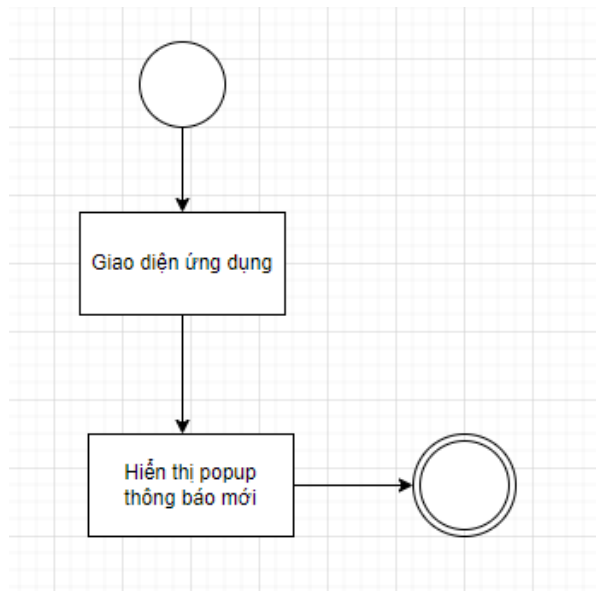 Giao diện ứng dụng
Hiển thị popup
thông báo mới